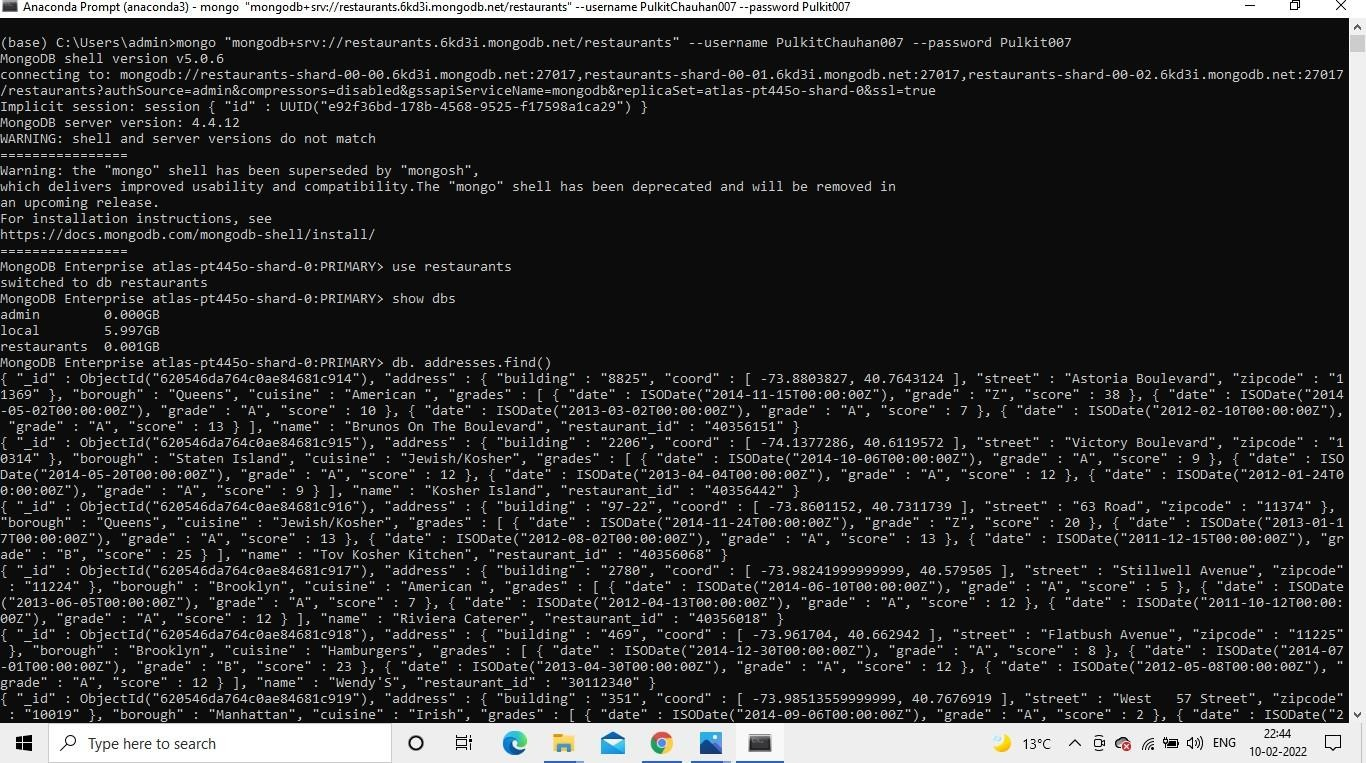 Anaconda Prompt (anaconda3) - mongo "mongodb+srv://restaurants.6kd3i.mongodb.net/restaurants" --username PulkitChauhan007 --password Pulkit007
(base) C:\Users\admin>mongo "mongodb+srv://restaurants.6kd3i.mongodb.net/restaurants" --username PulkitChauhan007 --password Pulkit007
MongoDB shell version v5.0.6
connecting to: mongodb://restaurants-shard-00-00.6kd3i.mongodb.net:27017,restaurants-shard-00-01.6kd3i.mongodb.net:27017,restaurants-shard-00-02.6kd3i.mongodb.net:27017
/restaurants?authSource=admin&compressors=disabled&gssapiServiceName=mongodb&replicaSet=atlas-pt445o-shard-0&ssl=true
Implicit session: session { "id" : UUID("e92f36bd-178b-4568-9525-f17598a1ca29") }
MongoDB server version: 4.4.12
WARNING: shell and server versions do not match
================
Warning: the "mongo" shell has been superseded by "mongosh",
which delivers improved usability and compatibility.The "mongo" shell has been deprecated and will be removed in
an upcoming release.
For installation instructions, see
https://docs.mongodb.com/mongodb-shell/install/
================
MongoDB Enterprise atlas-pt445o-shard-0:PRIMARY> use restaurants
switched to db restaurants
MongoDB Enterprise atlas-pt445o-shard-0:PRIMARY> show dbs
admin        0.000GB
local        5.997GB
restaurants  0.001GB
MongoDB Enterprise atlas-pt445o-shard-0:PRIMARY> db. addresses.find()
{ "_id" : ObjectId("620546da764c0ae84681c914"), "address" : { "building" : "8825", "coord" : [ -73.8803827, 40.7643124 ], "street" : "Astoria Boulevard", "zipcode" : "1
1369" }, "borough" : "Queens", "cuisine" : "American ", "grades" : [ { "date" : ISODate("2014-11-15T00:00:00Z"), "grade" : "Z", "score" : 38 }, { "date" : ISODate("2014
-05-02T00:00:00Z"), "grade" : "A", "score" : 10 }, { "date" : ISODate("2013-03-02T00:00:00Z"), "grade" : "A", "score" : 7 }, { "date" : ISODate("2012-02-10T00:00:00Z"),
 "grade" : "A", "score" : 13 } ], "name" : "Brunos On The Boulevard", "restaurant_id" : "40356151" }
{ "_id" : ObjectId("620546da764c0ae84681c915"), "address" : { "building" : "2206", "coord" : [ -74.1377286, 40.6119572 ], "street" : "Victory Boulevard", "zipcode" : "1
0314" }, "borough" : "Staten Island", "cuisine" : "Jewish/Kosher", "grades" : [ { "date" : ISODate("2014-10-06T00:00:00Z"), "grade" : "A", "score" : 9 }, { "date" : ISO
Date("2014-05-20T00:00:00Z"), "grade" : "A", "score" : 12 }, { "date" : ISODate("2013-04-04T00:00:00Z"), "grade" : "A", "score" : 12 }, { "date" : ISODate("2012-01-24T0
0:00:00Z"), "grade" : "A", "score" : 9 } ], "name" : "Kosher Island", "restaurant_id" : "40356442" }
{ "_id" : ObjectId("620546da764c0ae84681c916"), "address" : { "building" : "97-22", "coord" : [ -73.8601152, 40.7311739 ], "street" : "63 Road", "zipcode" : "11374" },
"borough" : "Queens", "cuisine" : "Jewish/Kosher", "grades" : [ { "date" : ISODate("2014-11-24T00:00:00Z"), "grade" : "Z", "score" : 20 }, { "date" : ISODate("2013-01-1
7T00:00:00Z"), "grade" : "A", "score" : 13 }, { "date" : ISODate("2012-08-02T00:00:00Z"), "grade" : "A", "score" : 13 }, { "date" : ISODate("2011-12-15T00:00:00Z"), "gr
ade" : "B", "score" : 25 } ], "name" : "Tov Kosher Kitchen", "restaurant_id" : "40356068" }
{ "_id" : ObjectId("620546da764c0ae84681c917"), "address" : { "building" : "2780", "coord" : [ -73.98241999999999, 40.579505 ], "street" : "Stillwell Avenue", "zipcode"
 : "11224" }, "borough" : "Brooklyn", "cuisine" : "American ", "grades" : [ { "date" : ISODate("2014-06-10T00:00:00Z"), "grade" : "A", "score" : 5 }, { "date" : ISODate
("2013-06-05T00:00:00Z"), "grade" : "A", "score" : 7 }, { "date" : ISODate("2012-04-13T00:00:00Z"), "grade" : "A", "score" : 12 }, { "date" : ISODate("2011-10-12T00:00:
00Z"), "grade" : "A", "score" : 12 } ], "name" : "Riviera Caterer", "restaurant_id" : "40356018" }
{ "_id" : ObjectId("620546da764c0ae84681c918"), "address" : { "building" : "469", "coord" : [ -73.961704, 40.662942 ], "street" : "Flatbush Avenue", "zipcode" : "11225"
 }, "borough" : "Brooklyn", "cuisine" : "Hamburgers", "grades" : [ { "date" : ISODate("2014-12-30T00:00:00Z"), "grade" : "A", "score" : 8 }, { "date" : ISODate("2014-07
-01T00:00:00Z"), "grade" : "B", "score" : 23 }, { "date" : ISODate("2013-04-30T00:00:00Z"), "grade" : "A", "score" : 12 }, { "date" : ISODate("2012-05-08T00:00:00Z"), "
grade" : "A", "score" : 12 } ], "name" : "Wendy'S", "restaurant_id" : "30112340" }
{ "_id" : ObjectId("620546da764c0ae84681c919"), "address" : { "building" : "351", "coord" : [ -73.98513559999999, 40.7676919 ], "street" : "West   57 Street", "zipcode"
 : "10019" }, "borough" : "Manhattan", "cuisine" : "Irish", "grades" : [ { "date" : ISODate("2014-09-06T00:00:00Z"), "grade" : "A", "score" : 2 }, { "date" : ISODate("2
Type here to search
13°C
ENG
22:44
10-02-2022